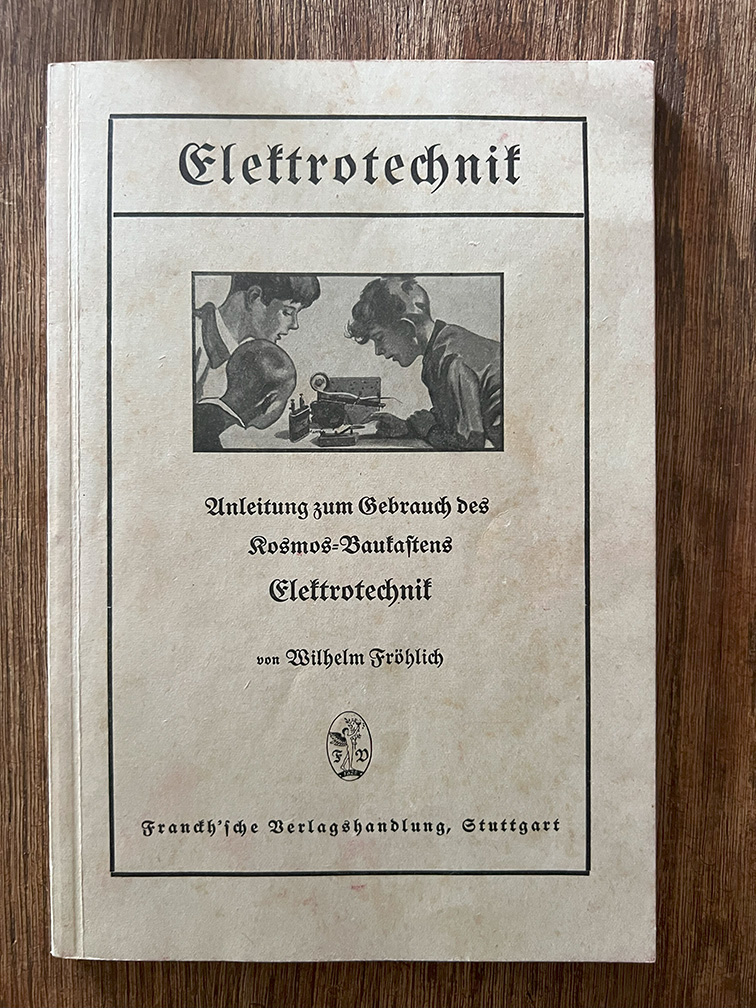 Elektrotechnik
Anleitung zum Gebrauch des
Kosmos=Baukaſtens
Elektrotechnik
von Wilhelm Fröhlich
F V
Franckh'ſche Verlagshandlung, Stuttgart